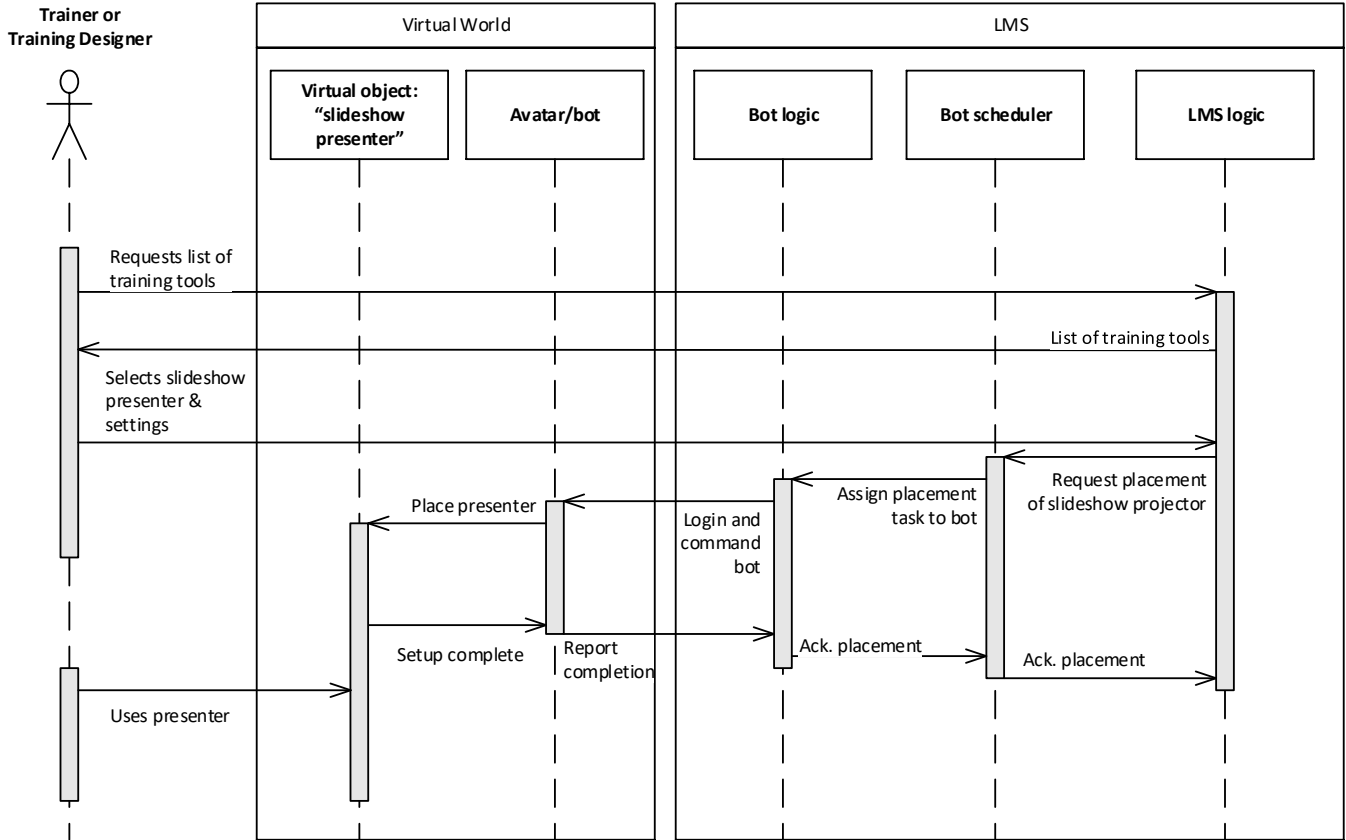 Trainer or
Training Designer
Virtual World
LMS
Virtual object:
“slideshow
presenter”
Avatar/bot
Bot logic
Bot scheduler
LMS logic
Requests list of
training tools
List of training tools
Selects slideshow
presenter &
settings
Request placement
of slideshow projector
Assign placement
task to bot
Login and
command
bot
Place presenter
Setup complete
Report
completion
Ack. placement
Ack. placement
Uses presenter